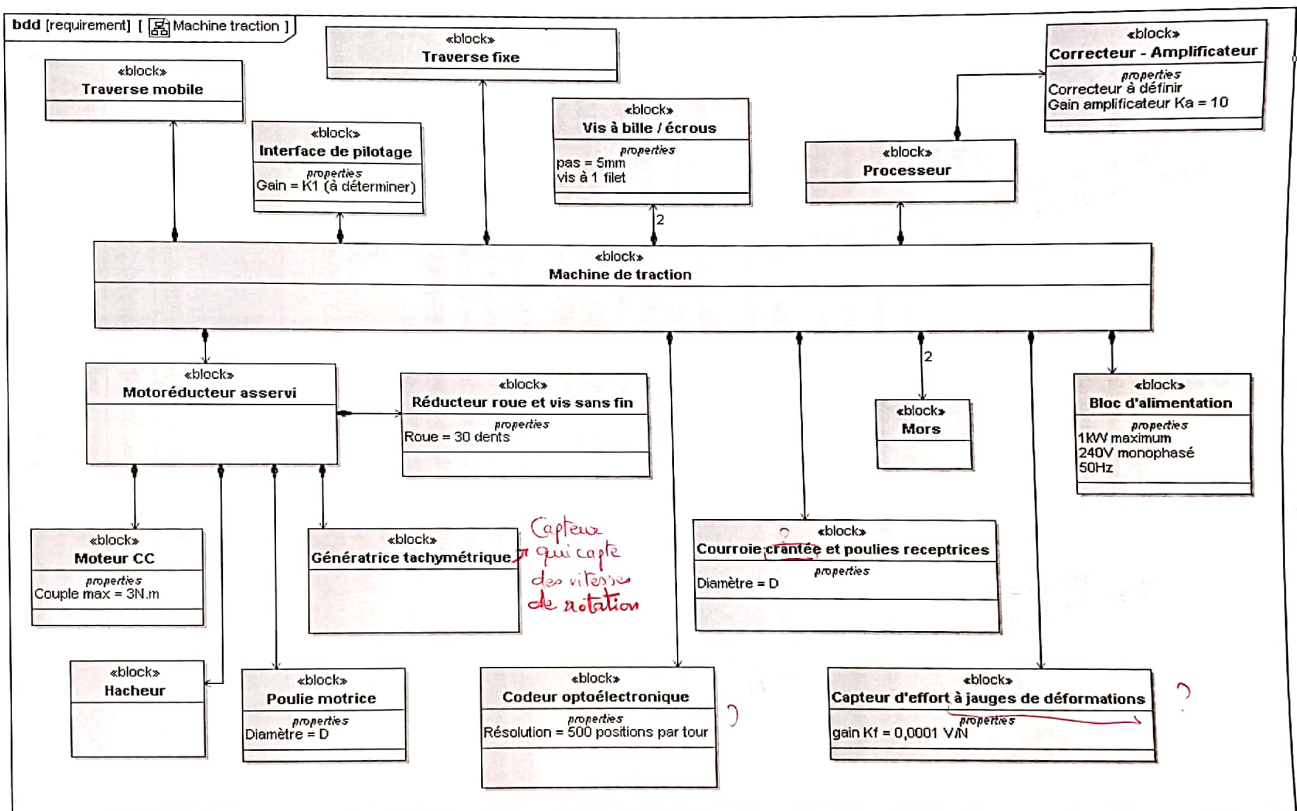 bdd [requirement] [ Machine traction ]
«block»
Traverse mobile
«block»
Traverse fixe
«block»
Correcteur - Amplificateur
properties
Correcteur à définir
Gain amplificateur Ka = 10
«block»
Interface de pilotage
properties
Gain = K1 (à déterminer)
«block»
Vis à bille / écrous
properties
pas = 5mm
vis à 1 filet
«block»
Processeur
2
«block»
Machine de traction
«block»
Motoréducteur asservi
«block»
Réducteur roue et vis sans fin
properties
Roue = 30 dents
2
«block»
Mors
«block»
Bloc d'alimentation
properties
1kW maximum
240V monophasé
50Hz
«block»
Moteur CC
properties
Couple max = 3N.m
«block»
Génératrice tachymétrique
Capteur
qui capte
des vitesses
de rotation
?
«block»
Courroie crantée et poulies receptrices
properties
Diamètre = D
«block»
Hacheur
«block»
Poulie motrice
properties
Diamètre = D
«block»
Codeur optoélectronique
properties
Résolution = 500 positions par tour
?
«block»
Capteur d'effort à jauges de déformations
properties
gain Kf = 0,0001 V/N
?